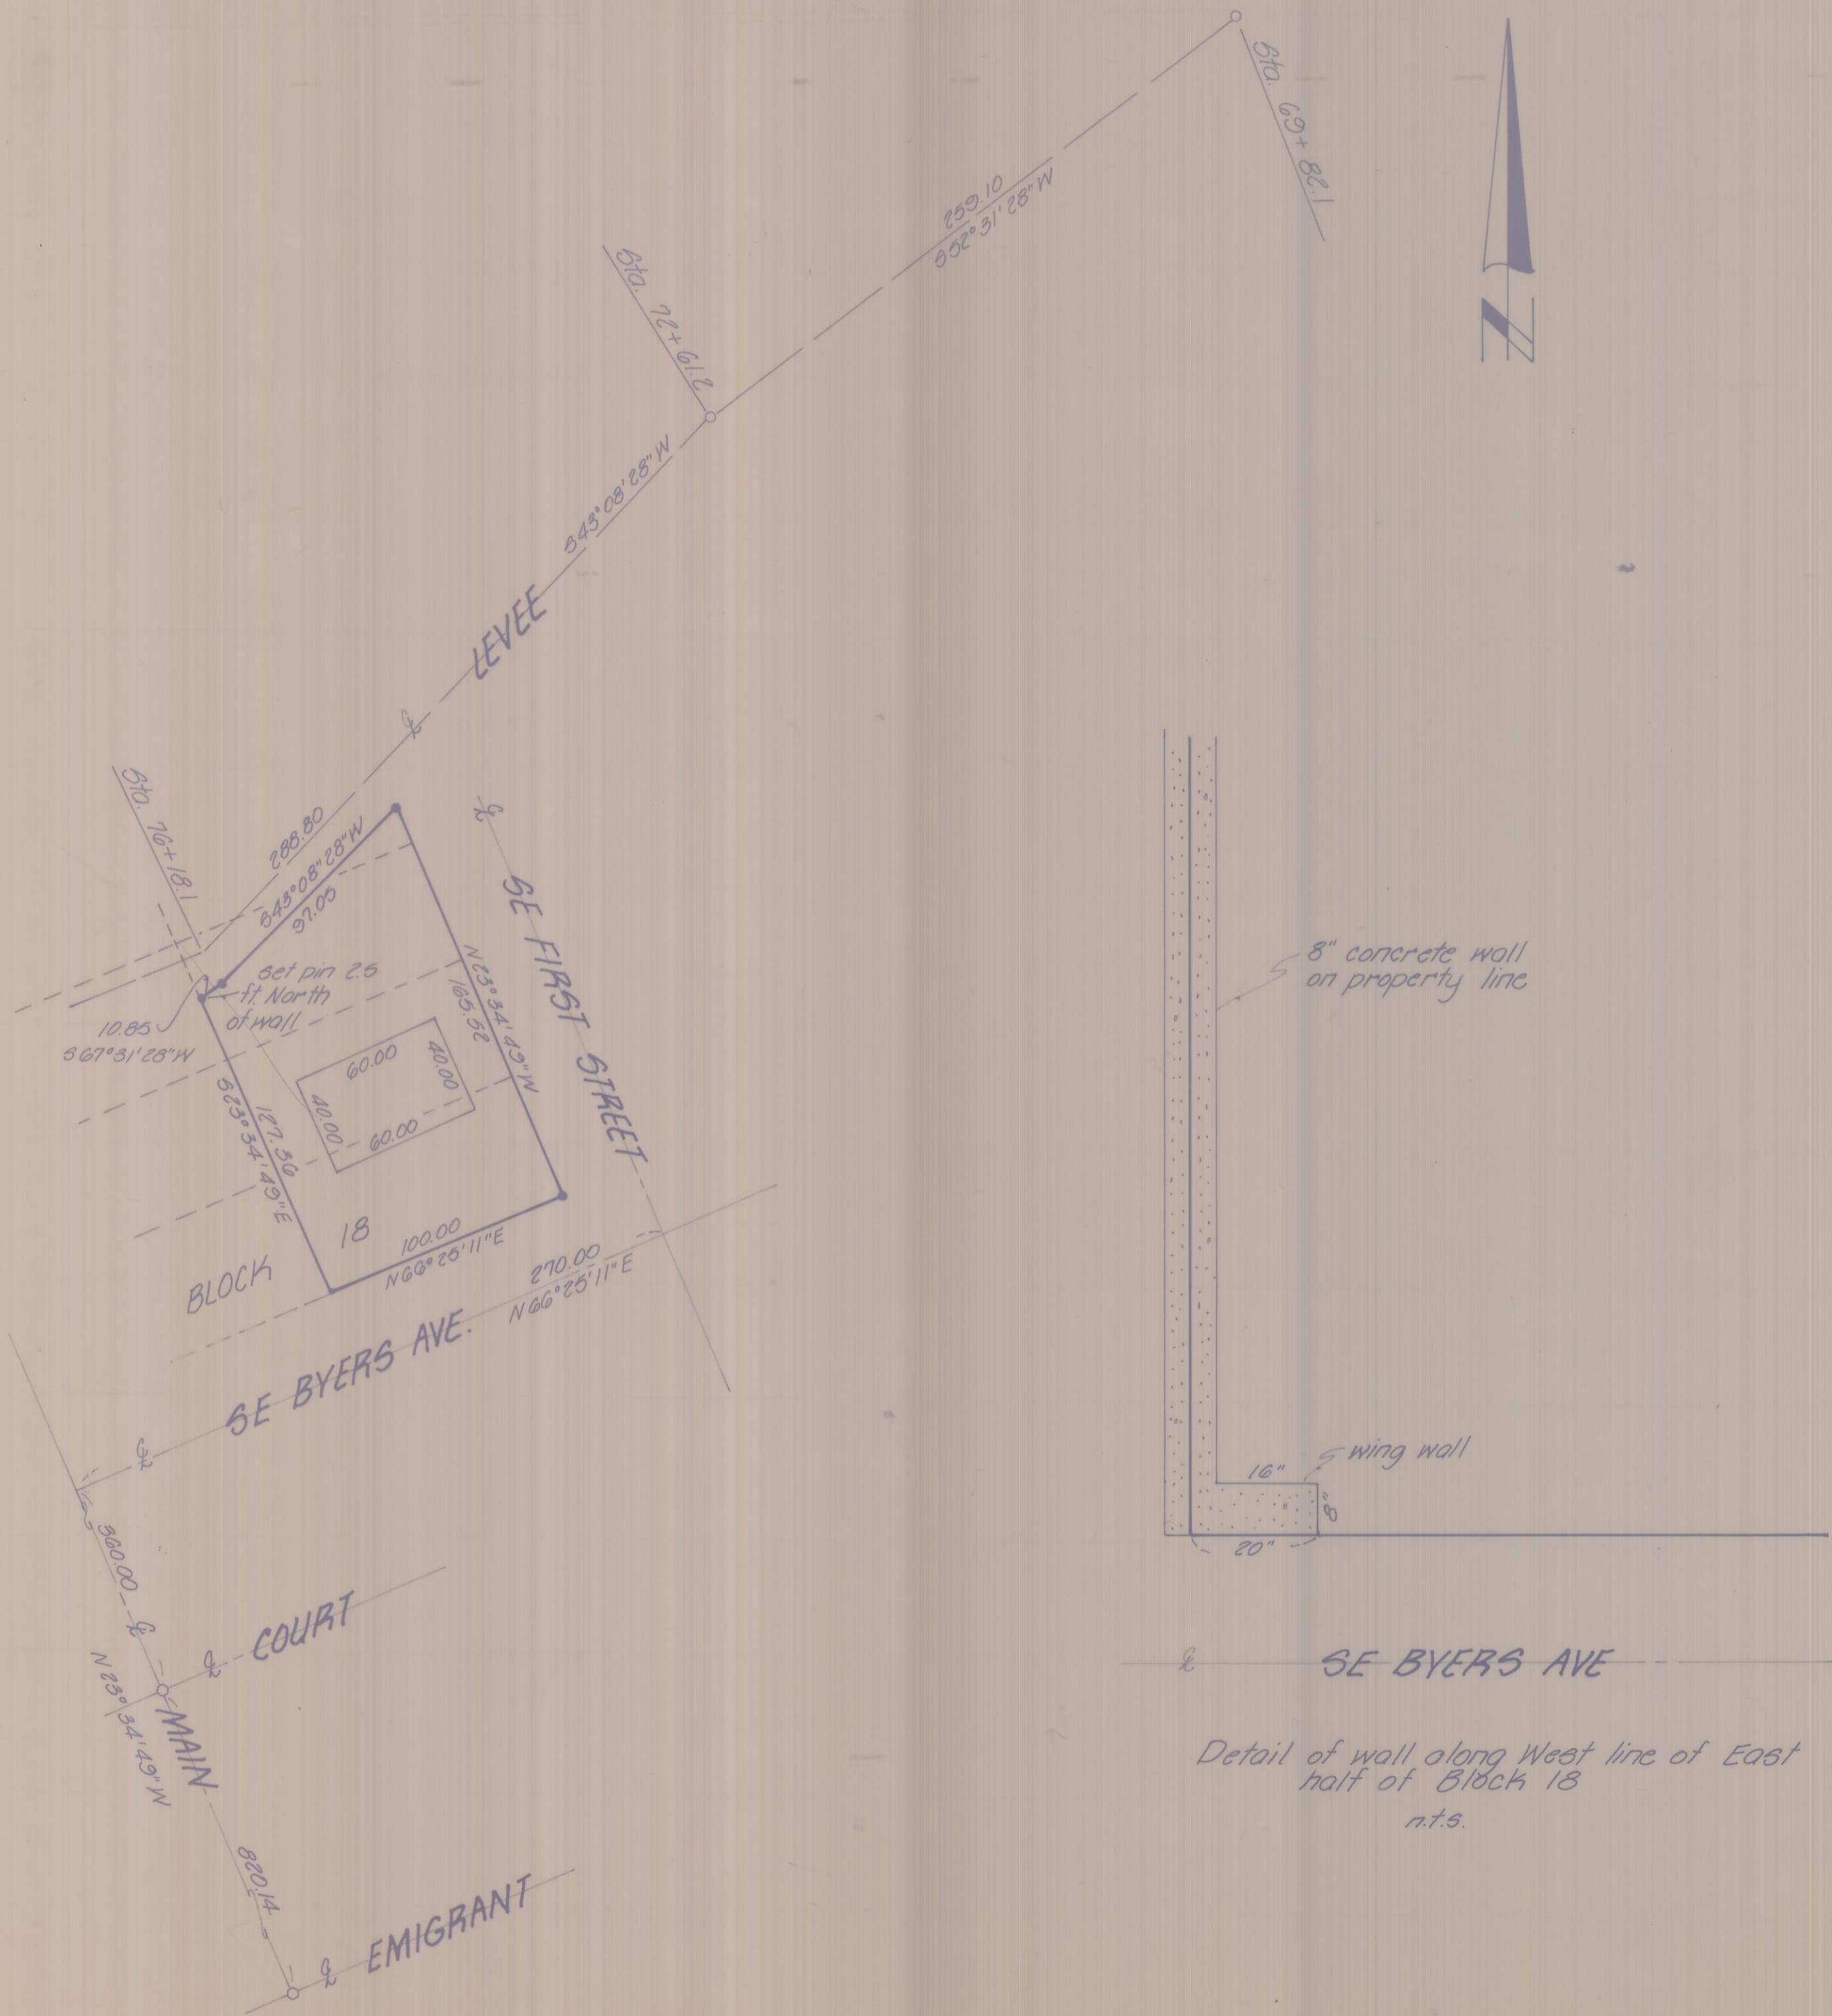 Sta. 69+82.1
N
259.10
S52°31'28"W
Sta. 72+61.2
S43°08'28"W
LEVEE
℄
Sta. 76+18.1
288.80
S43°08'28"W
97.05
℄
SE FIRST STREET
set pin 2.5
ft. North
of wall
10.85
S67°31'28"W
N23°34'49"W
165.52
60.00
40.00
40.00
60.00
127.36
S23°34'49"E
18
100.00
N66°25'11"E
BLOCK
270.00
N66°25'11"E
SE BYERS AVE.
℄
360.00
℄
℄ COURT
N23°34'49"W
MAIN
820.14
℄ EMIGRANT
8" concrete wall
on property line
wing wall
16"
8"
20"
℄ SE BYERS AVE
Detail of wall along West line of East
half of Block 18
n.t.s.